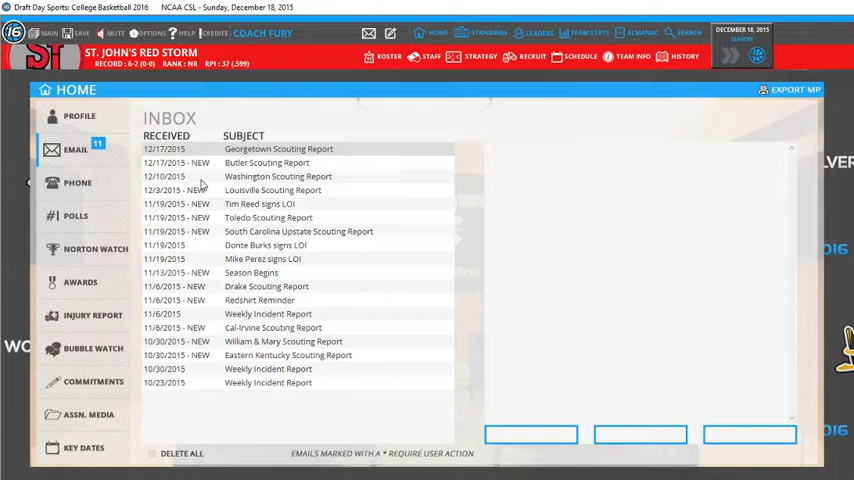 Draft Day Sports: College Basketball 2016 NCAA CSL - Sunday, December 18, 2015
16 MAIN SAVE MUTE OPTIONS HELP CREDITS COACH FURY HOME STANDINGS LEADERS TEAM STATS ALMANAC SEARCH DECEMBER 18, 2015
SEASON
ST. JOHN'S RED STORM
RECORD: 6-2 (0-0) RANK: NR RPI: 37 (.599)
ROSTER STAFF STRATEGY RECRUIT SCHEDULE TEAM INFO HISTORY
HOME EXPORT MP
PROFILE
EMAIL 11
PHONE
#1 POLLS
NORTON WATCH
AWARDS
INJURY REPORT
BUBBLE WATCH
COMMITMENTS
ASSN. MEDIA
KEY DATES
INBOX
RECEIVED SUBJECT
12/17/2015 Georgetown Scouting Report
12/17/2015 - NEW Butler Scouting Report
12/10/2015 Washington Scouting Report
12/3/2015 - NEW Louisville Scouting Report
11/19/2015 - NEW Tim Reed signs LOI
11/19/2015 - NEW Toledo Scouting Report
11/19/2015 - NEW South Carolina Upstate Scouting Report
11/19/2015 Donte Burks signs LOI
11/19/2015 Mike Perez signs LOI
11/13/2015 - NEW Season Begins
11/6/2015 - NEW Drake Scouting Report
11/6/2015 - NEW Redshirt Reminder
11/6/2015 Weekly Incident Report
11/6/2015 - NEW Cal-Irvine Scouting Report
10/30/2015 - NEW William & Mary Scouting Report
10/30/2015 - NEW Eastern Kentucky Scouting Report
10/30/2015 Weekly Incident Report
10/23/2015 Weekly Incident Report
DELETE ALL EMAILS MARKED WITH A * REQUIRE USER ACTION